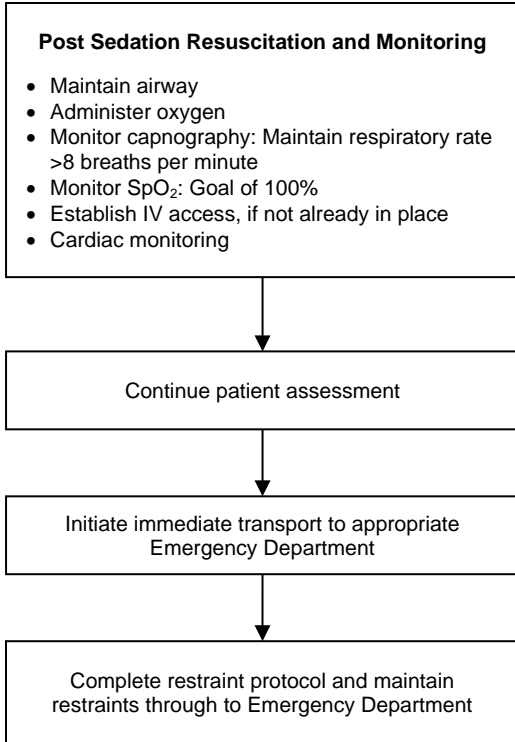 Post Sedation Resuscitation and Monitoring
• Maintain airway
• Administer oxygen
• Monitor capnography: Maintain respiratory rate
>8 breaths per minute
• Monitor SpO₂: Goal of 100%
• Establish IV access, if not already in place
• Cardiac monitoring
Continue patient assessment
Initiate immediate transport to appropriate
Emergency Department
Complete restraint protocol and maintain
restraints through to Emergency Department